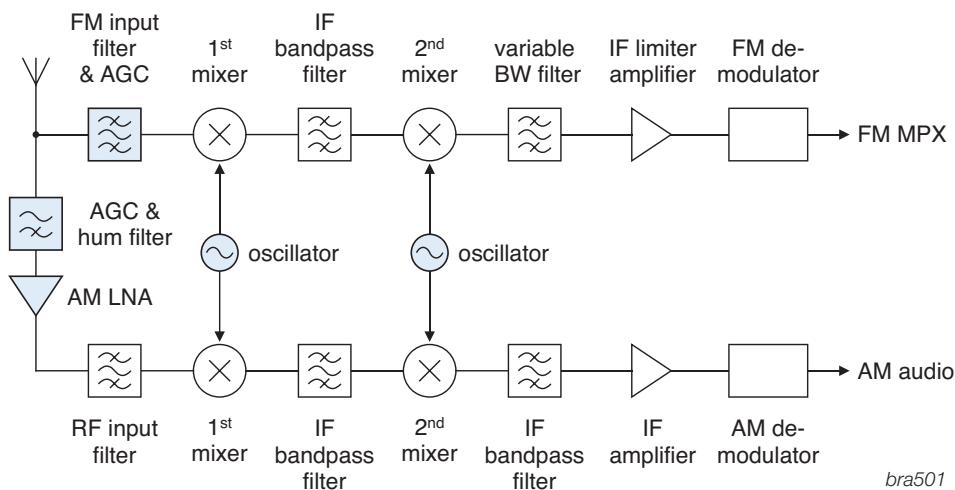 FM input
filter
& AGC
1st
mixer
IF
bandpass
filter
2nd
mixer
variable
BW filter
IF limiter
amplifier
FM de-
modulator
FM MPX
AGC &
hum filter
oscillator
oscillator
AM LNA
AM audio
RF input
filter
1st
mixer
IF
bandpass
filter
2nd
mixer
IF
bandpass
filter
IF
amplifier
AM de-
modulator
bra501